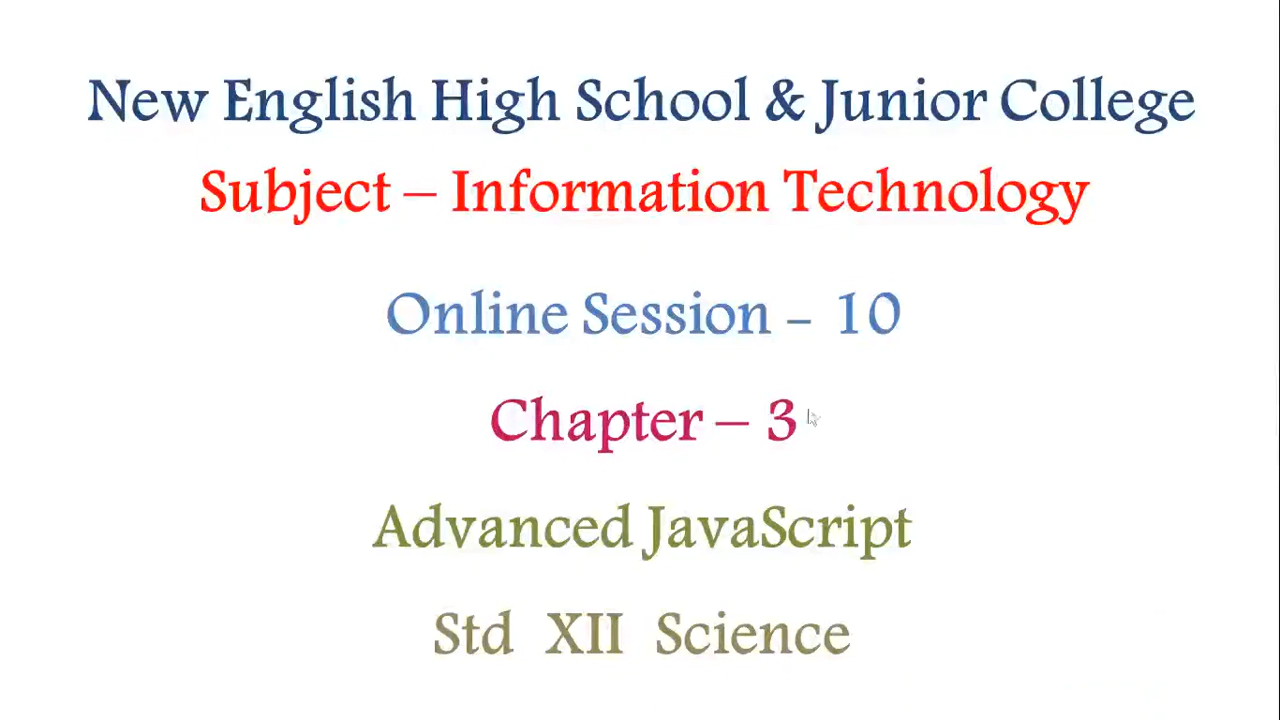 New English High School & Junior College
Subject – Information Technology
Online Session – 10
Chapter – 3
Advanced JavaScript
Std XII Science